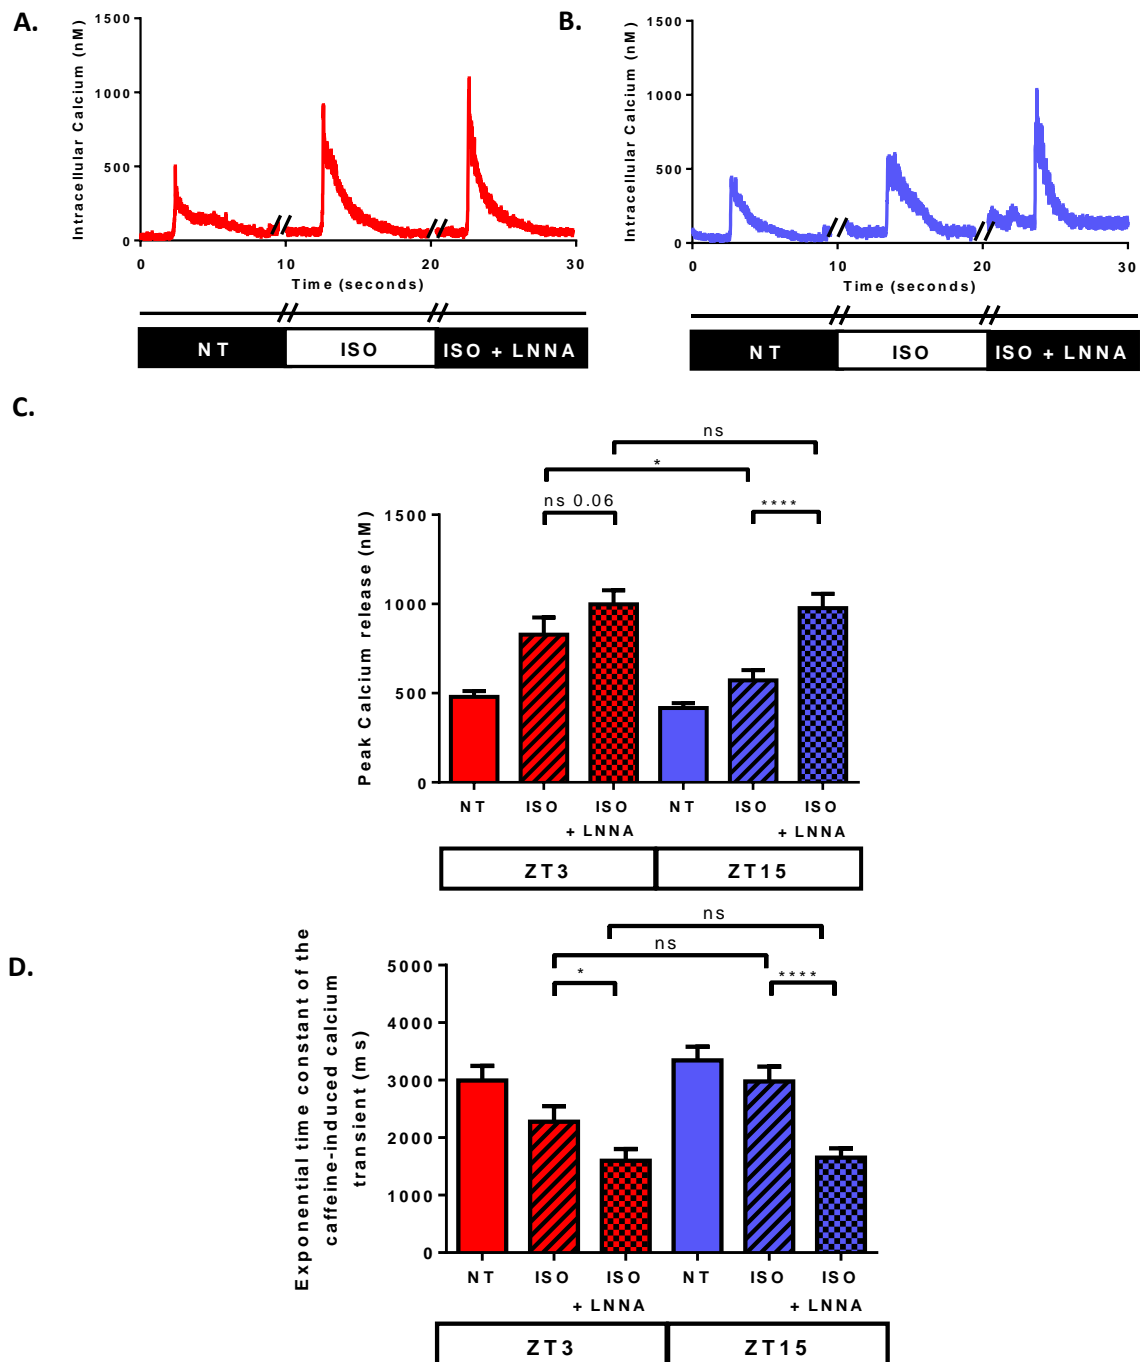 A.
Intracellular Calcium (nM)
1500
1000
500
0
0 10 20 30
Time (seconds)
NT ISO ISO + LNNA
B.
Intracellular Calcium (nM)
1500
1000
500
0
0 10 20 30
Time (seconds)
NT ISO ISO + LNNA
C.
ns
*
ns 0.06
****
Peak Calcium release (nM)
1500
1000
500
0
NT ISO ISO NT ISO ISO
+ LNNA + LNNA
ZT3 ZT15
D.
ns
ns
*
****
Exponential time constant of the
caffeine-induced calcium
transient (ms)
5000
4000
3000
2000
1000
0
NT ISO ISO NT ISO ISO
+ LNNA + LNNA
ZT3 ZT15